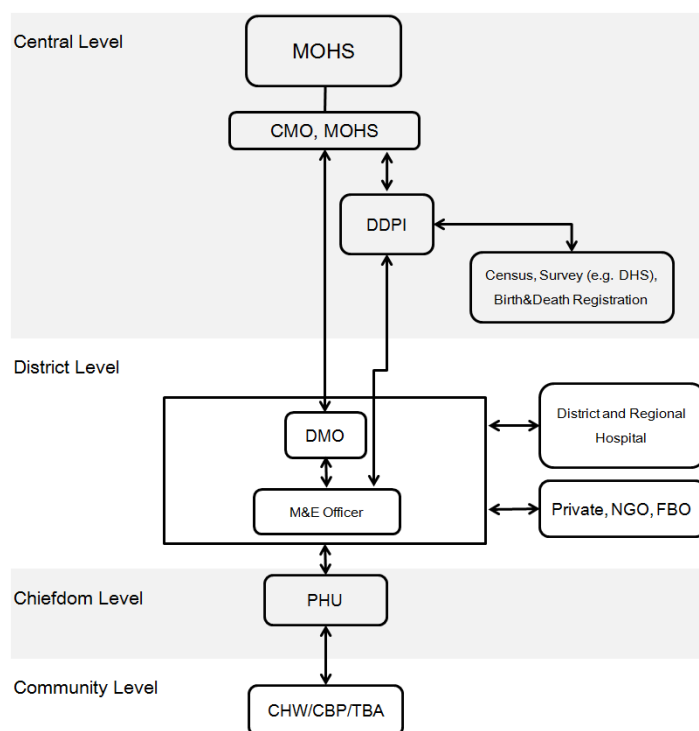 Central Level
MOHS
CMO, MOHS
DDPI
Census, Survey (e.g. DHS),
Birth&Death Registration
District Level
DMO
District and Regional
Hospital
M&E Officer
Private, NGO, FBO
Chiefdom Level
PHU
Community Level
CHW/CBP/TBA